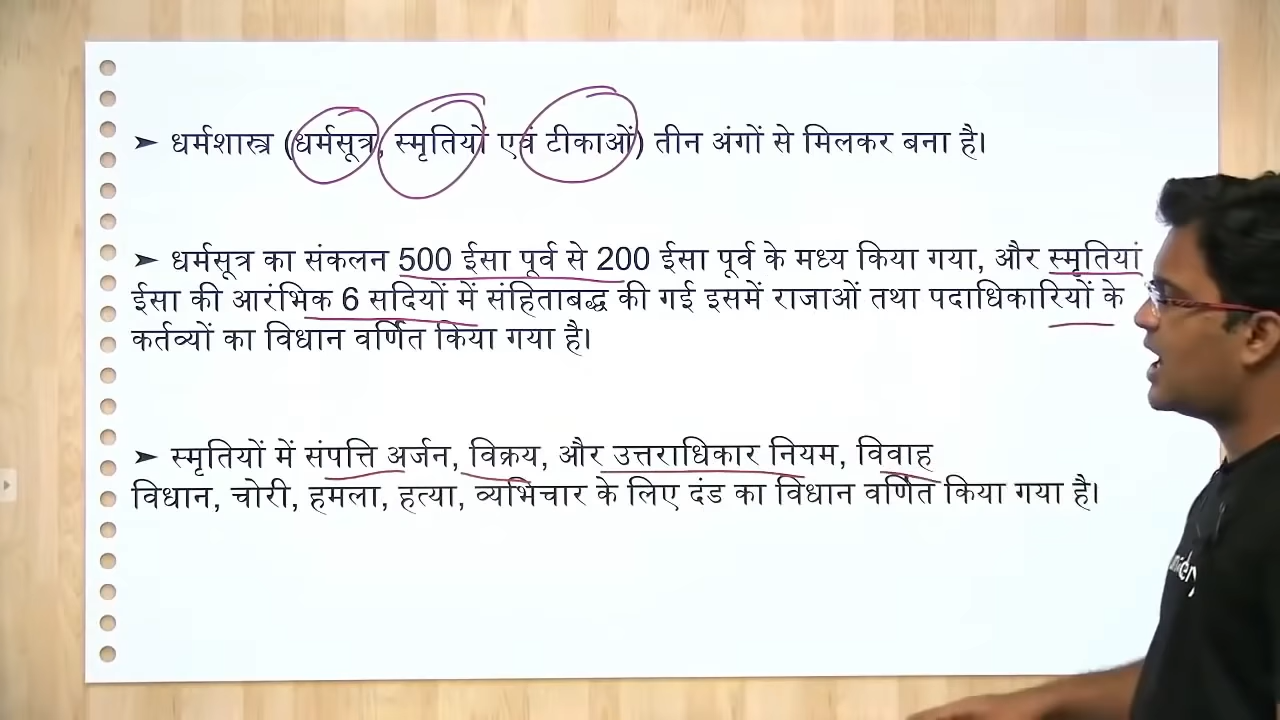 ➤ धर्मशास्त्र (धर्मसूत्र, स्मृतियों एवं टीकाओं) तीन अंगों से मिलकर बना है।
➤ धर्मसूत्र का संकलन 500 ईसा पूर्व से 200 ईसा पूर्व के मध्य किया गया, और स्मृतियां
ईसा की आरंभिक 6 सदियों में संहिताबद्ध की गई इसमें राजाओं तथा पदाधिकारियों के
कर्तव्यों का विधान वर्णित किया गया है।
➤ स्मृतियों में संपत्ति अर्जन, विक्रय, और उत्तराधिकार नियम, विवाह
विधान, चोरी, हमला, हत्या, व्यभिचार के लिए दंड का विधान वर्णित किया गया है।